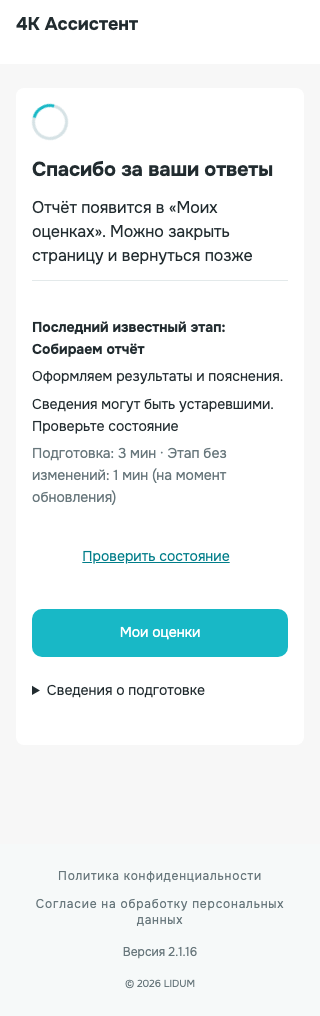 4К Ассистент
Спасибо за ваши ответы
Отчёт появится в «Моих
оценках». Можно закрыть
страницу и вернуться позже
Последний известный этап:
Собираем отчёт
Оформляем результаты и пояснения.
Сведения могут быть устаревшими.
Проверьте состояние
Подготовка: 3 мин · Этап без
изменений: 1 мин (на момент
обновления)
Проверить состояние
Мои оценки
Сведения о подготовке
Политика конфиденциальности
Согласие на обработку персональных
данных
Версия 2.1.16
© 2026 LIDUM